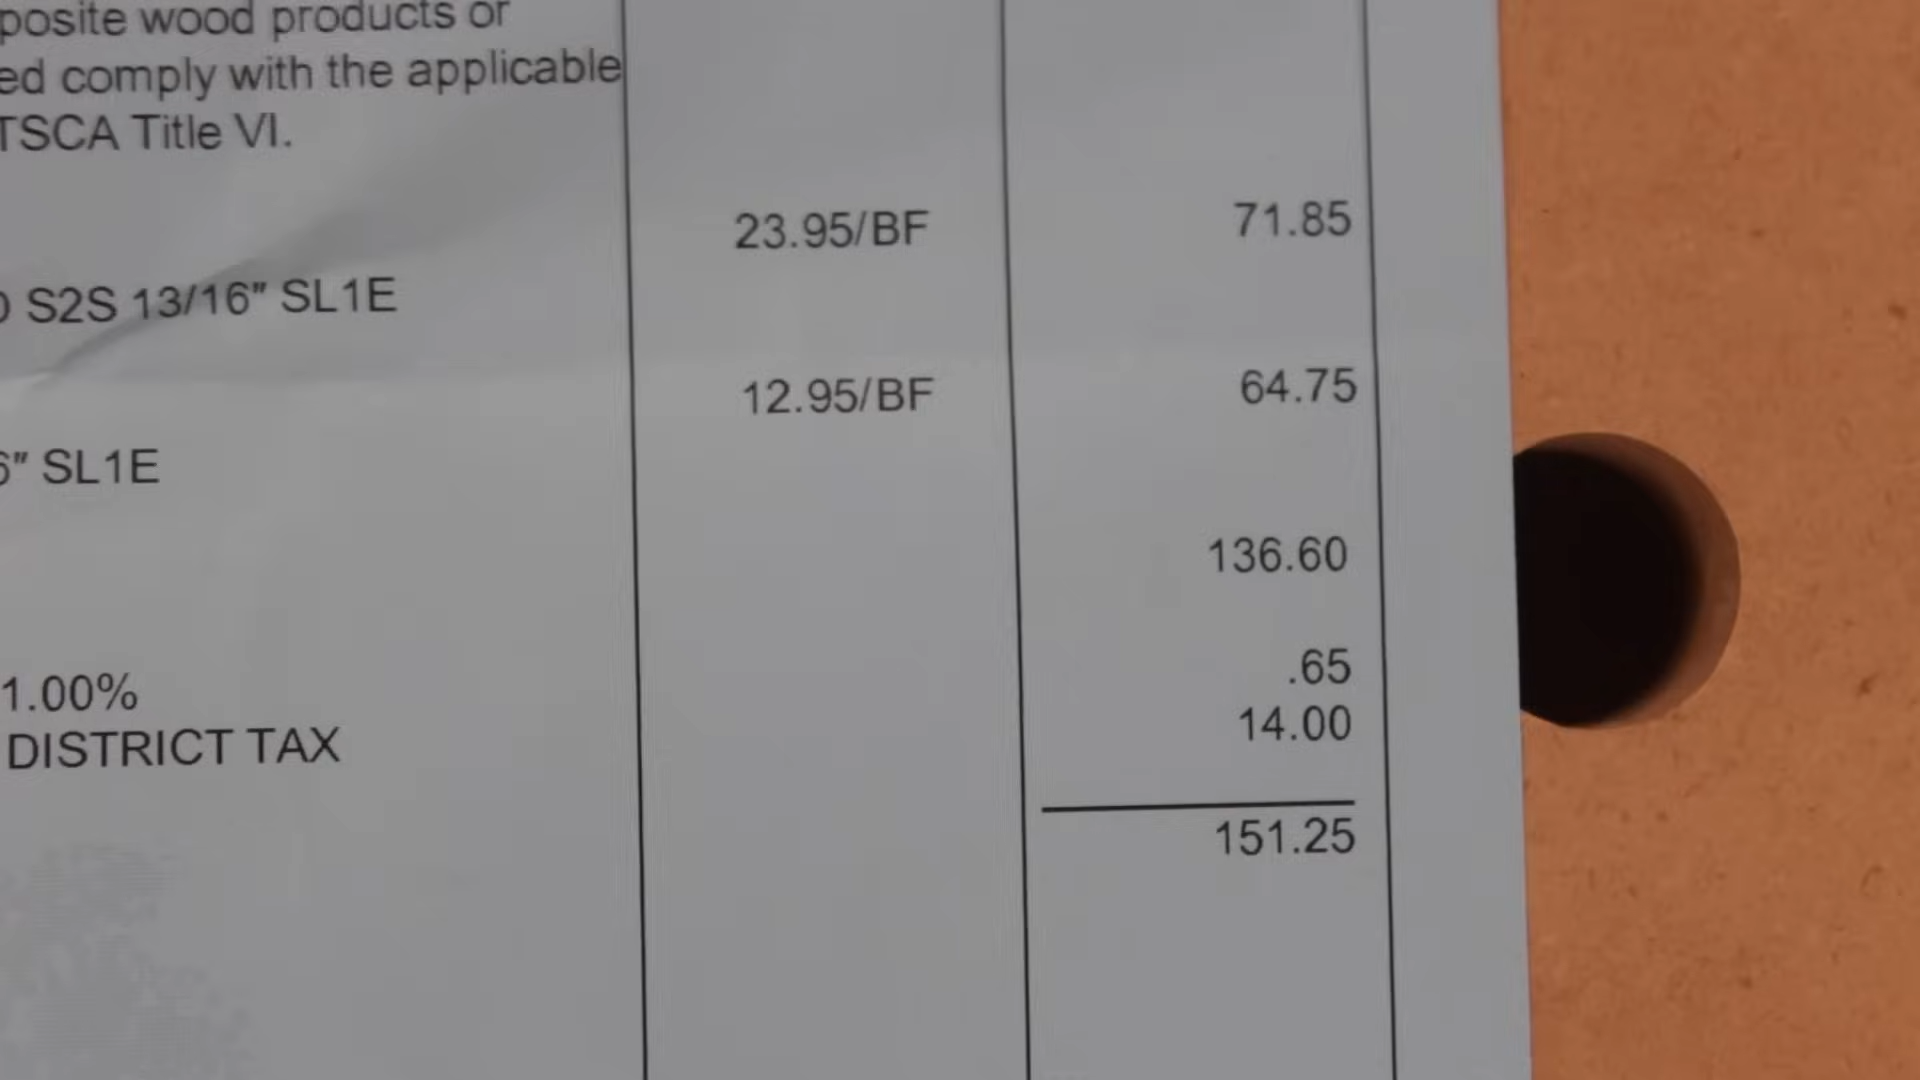 posite wood products or
ed comply with the applicable
TSCA Title VI.
23.95/BF 71.85
S2S 13/16" SL1E
12.95/BF 64.75
6" SL1E
136.60
.65
1.00%
14.00
DISTRICT TAX
151.25